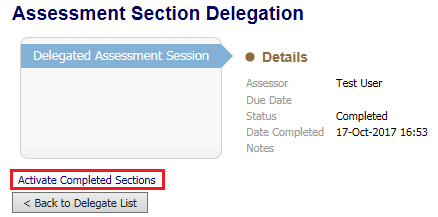 Assessment Section Delegation
Delegated Assessment Session
Details
Assessor Test User
Due Date
Status Completed
Date Completed 17-Oct-2017 16:53
Notes
Activate Completed Sections
< Back to Delegate List